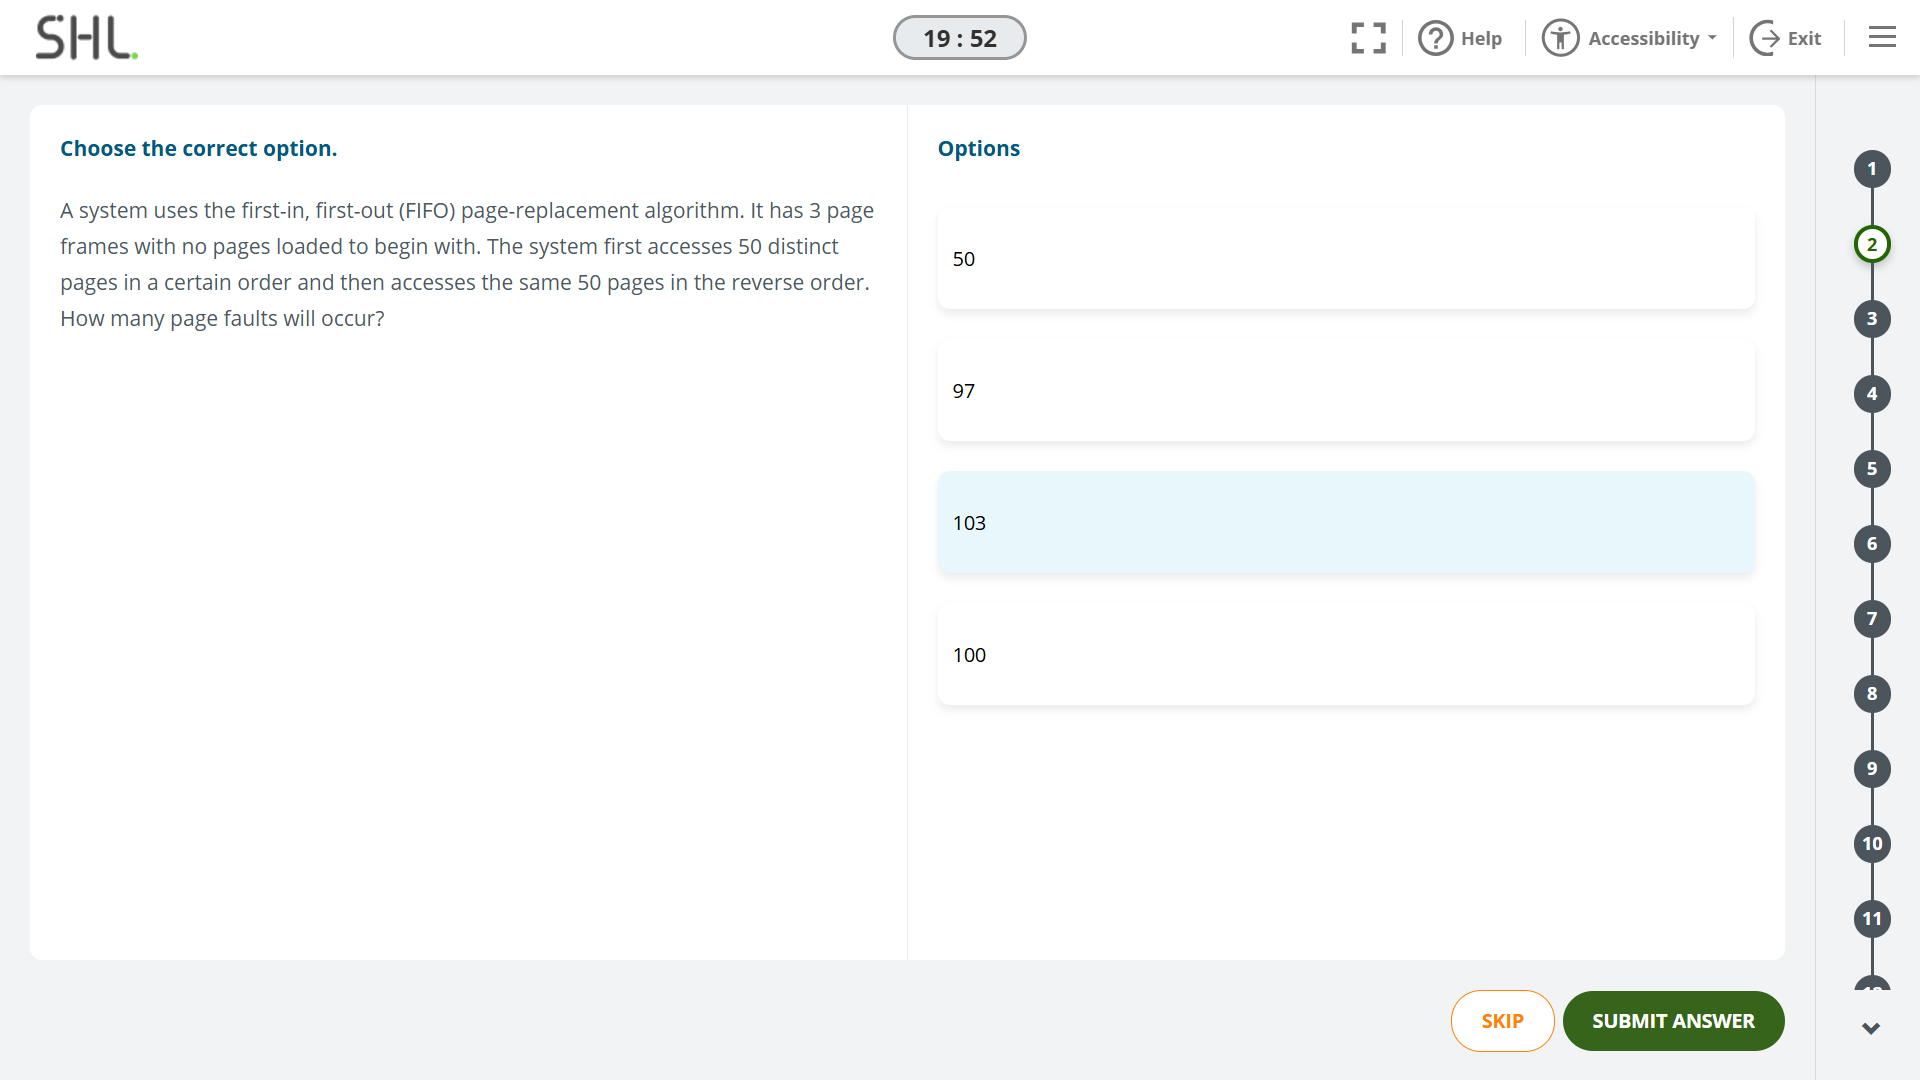 SHL.
19 : 52
Help
Accessibility
Exit
Choose the correct option.
A system uses the first-in, first-out (FIFO) page-replacement algorithm. It has 3 page
frames with no pages loaded to begin with. The system first accesses 50 distinct
pages in a certain order and then accesses the same 50 pages in the reverse order.
How many page faults will occur?
Options
50
97
103
100
1
2
3
4
5
6
7
8
9
10
11
SKIP
SUBMIT ANSWER